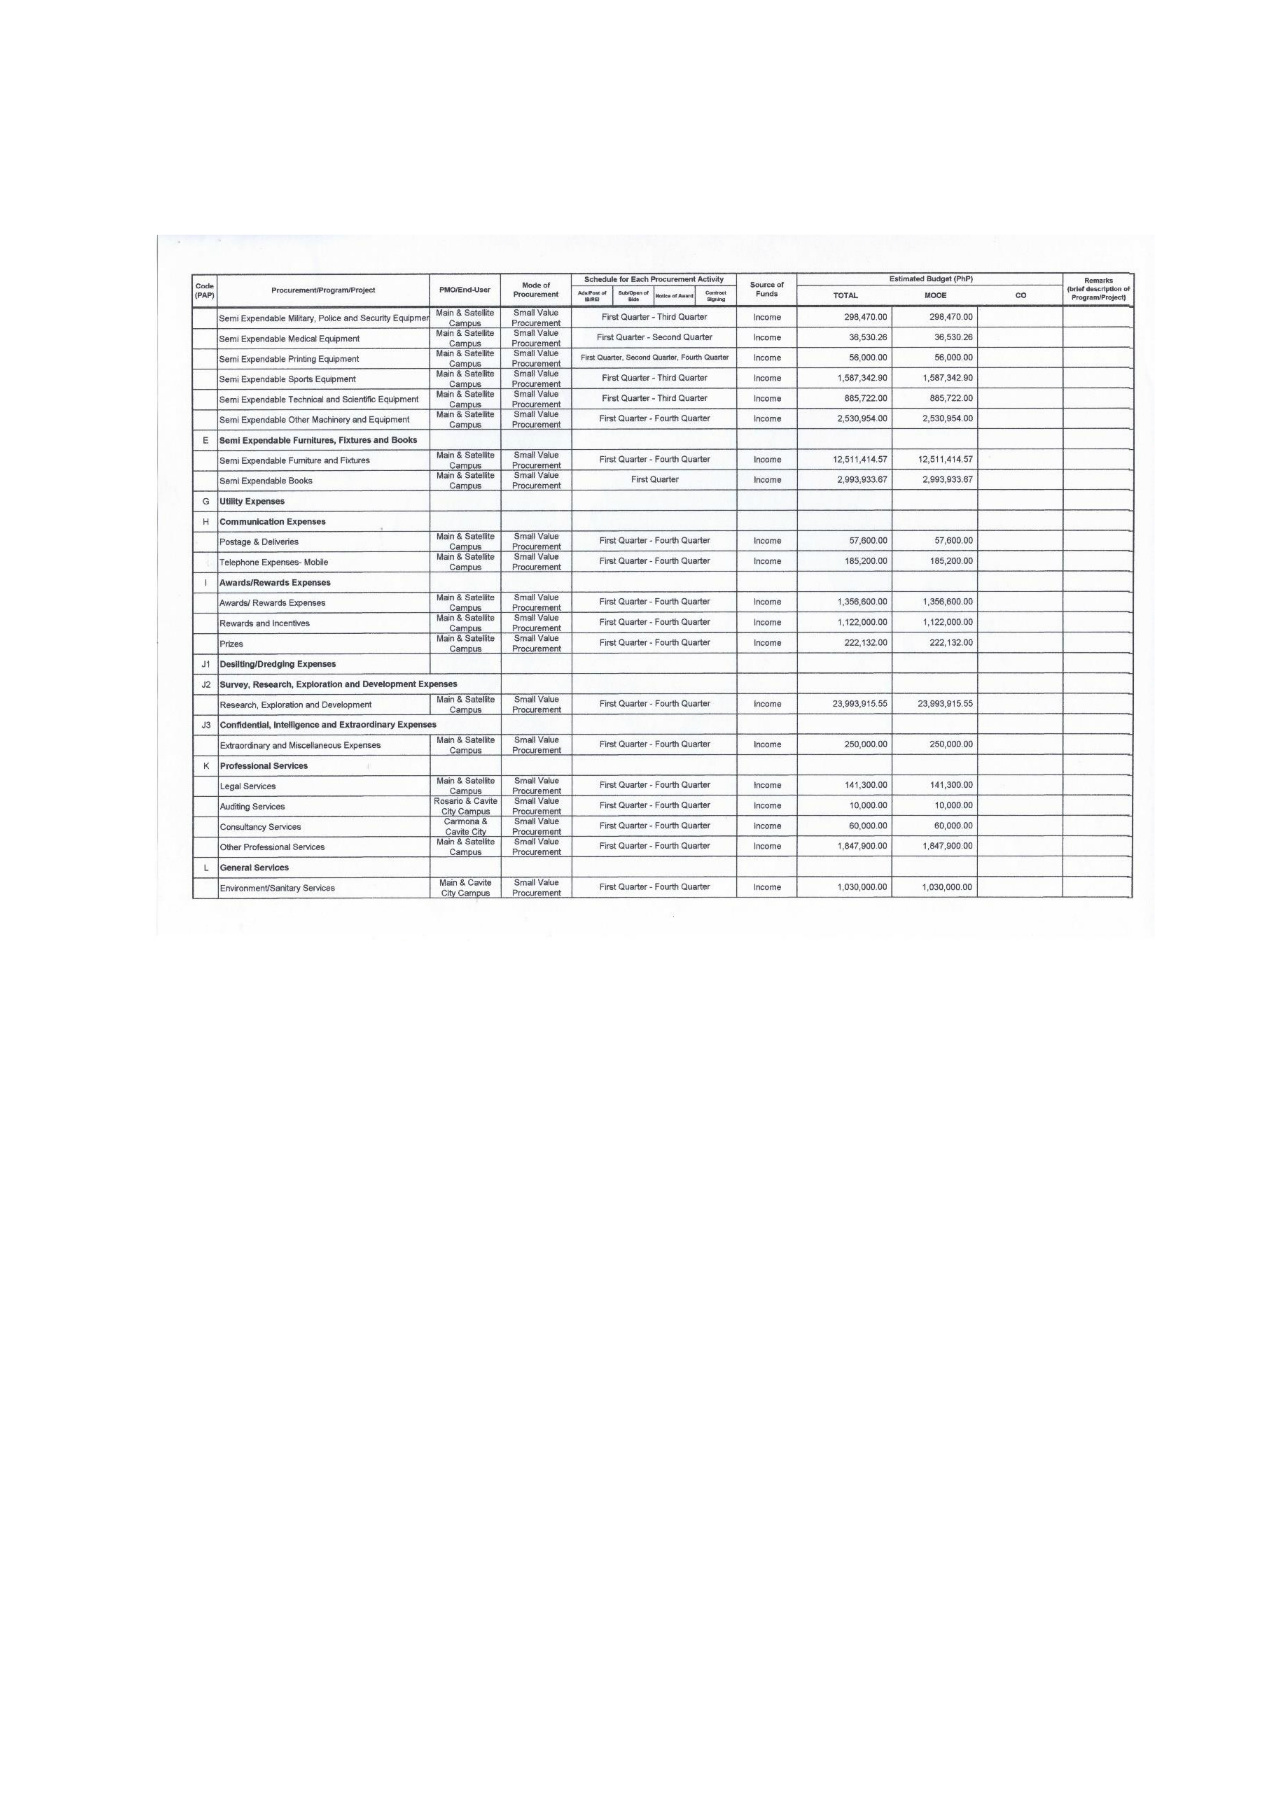 Code (PAP) Procurement/Program/Project PMO/End-User Mode of Procurement Schedule for Each Procurement Activity Source of Funds Estimated Budget (PhP) Remarks (brief description of Program/Project)
Ads/Post of IB/REI Sub/Open of Bids Notice of Award Contract Signing TOTAL MOOE CO
Semi Expendable Military, Police and Security Equipmer Main & Satellite Campus Small Value Procurement First Quarter - Third Quarter Income 298,470.00 298,470.00
Semi Expendable Medical Equipment Main & Satellite Campus Small Value Procurement First Quarter - Second Quarter Income 36,530.26 36,530.26
Semi Expendable Printing Equipment Main & Satellite Campus Small Value Procurement First Quarter, Second Quarter, Fourth Quarter Income 56,000.00 56,000.00
Semi Expendable Sports Equipment Main & Satellite Campus Small Value Procurement First Quarter - Third Quarter Income 1,587,342.90 1,587,342.90
Semi Expendable Technical and Scientific Equipment Main & Satellite Campus Small Value Procurement First Quarter - Third Quarter Income 885,722.00 885,722.00
Semi Expendable Other Machinery and Equipment Main & Satellite Campus Small Value Procurement First Quarter - Fourth Quarter Income 2,530,954.00 2,530,954.00
E Semi Expendable Furnitures, Fixtures and Books
Semi Expendable Furniture and Fixtures Main & Satellite Campus Small Value Procurement First Quarter - Fourth Quarter Income 12,511,414.57 12,511,414.57
Semi Expendable Books Main & Satellite Campus Small Value Procurement First Quarter Income 2,993,933.67 2,993,933.67
G Utility Expenses
H Communication Expenses
Postage & Deliveries Main & Satellite Campus Small Value Procurement First Quarter - Fourth Quarter Income 57,600.00 57,600.00
Telephone Expenses- Mobile Main & Satellite Campus Small Value Procurement First Quarter - Fourth Quarter Income 185,200.00 185,200.00
I Awards/Rewards Expenses
Awards/ Rewards Expenses Main & Satellite Campus Small Value Procurement First Quarter - Fourth Quarter Income 1,356,600.00 1,356,600.00
Rewards and Incentives Main & Satellite Campus Small Value Procurement First Quarter - Fourth Quarter Income 1,122,000.00 1,122,000.00
Prizes Main & Satellite Campus Small Value Procurement First Quarter - Fourth Quarter Income 222,132.00 222,132.00
J1 Desilting/Dredging Expenses
J2 Survey, Research, Exploration and Development Expenses
Research, Exploration and Development Main & Satellite Campus Small Value Procurement First Quarter - Fourth Quarter Income 23,993,915.55 23,993,915.55
J3 Confidential, Intelligence and Extraordinary Expenses
Extraordinary and Miscellaneous Expenses Main & Satellite Campus Small Value Procurement First Quarter - Fourth Quarter Income 250,000.00 250,000.00
K Professional Services
Legal Services Main & Satellite Campus Small Value Procurement First Quarter - Fourth Quarter Income 141,300.00 141,300.00
Auditing Services Rosario & Cavite City Campus Small Value Procurement First Quarter - Fourth Quarter Income 10,000.00 10,000.00
Consultancy Services Carmona & Cavite City Small Value Procurement First Quarter - Fourth Quarter Income 60,000.00 60,000.00
Other Professional Services Main & Satellite Campus Small Value Procurement First Quarter - Fourth Quarter Income 1,847,900.00 1,847,900.00
L General Services
Environment/Sanitary Services Main & Cavite City Campus Small Value Procurement First Quarter - Fourth Quarter Income 1,030,000.00 1,030,000.00